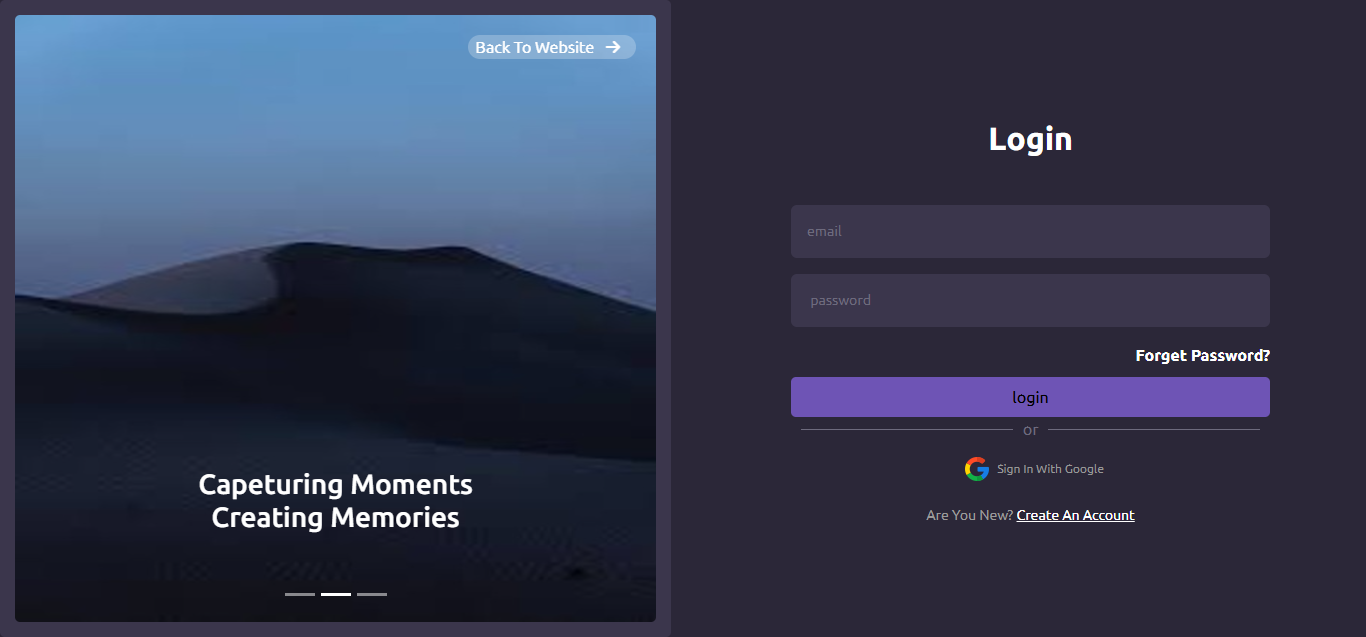 Back To Website
Capeturing Moments
Creating Memories
Login
email
password
Forget Password?
login
or
Sign In With Google
Are You New? Create An Account